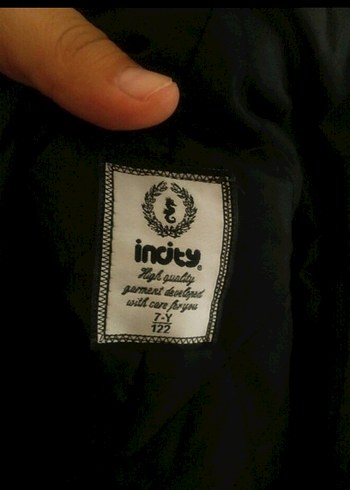 incity
High quality
garment developed
with care for you
7-Y
122